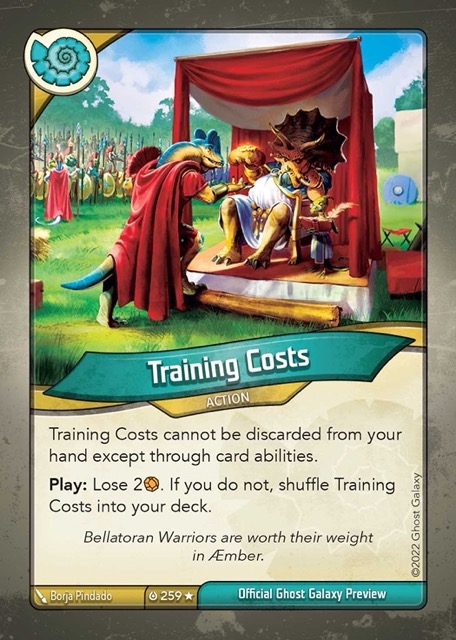 Training Costs
ACTION
Training Costs cannot be discarded from your
hand except through card abilities.
Play: Lose 2. If you do not, shuffle Training
Costs into your deck.
Bellatoran Warriors are worth their weight
in Æmber.
©2022 Ghost Galaxy
Borja Pindado
259★
Official Ghost Galaxy Preview